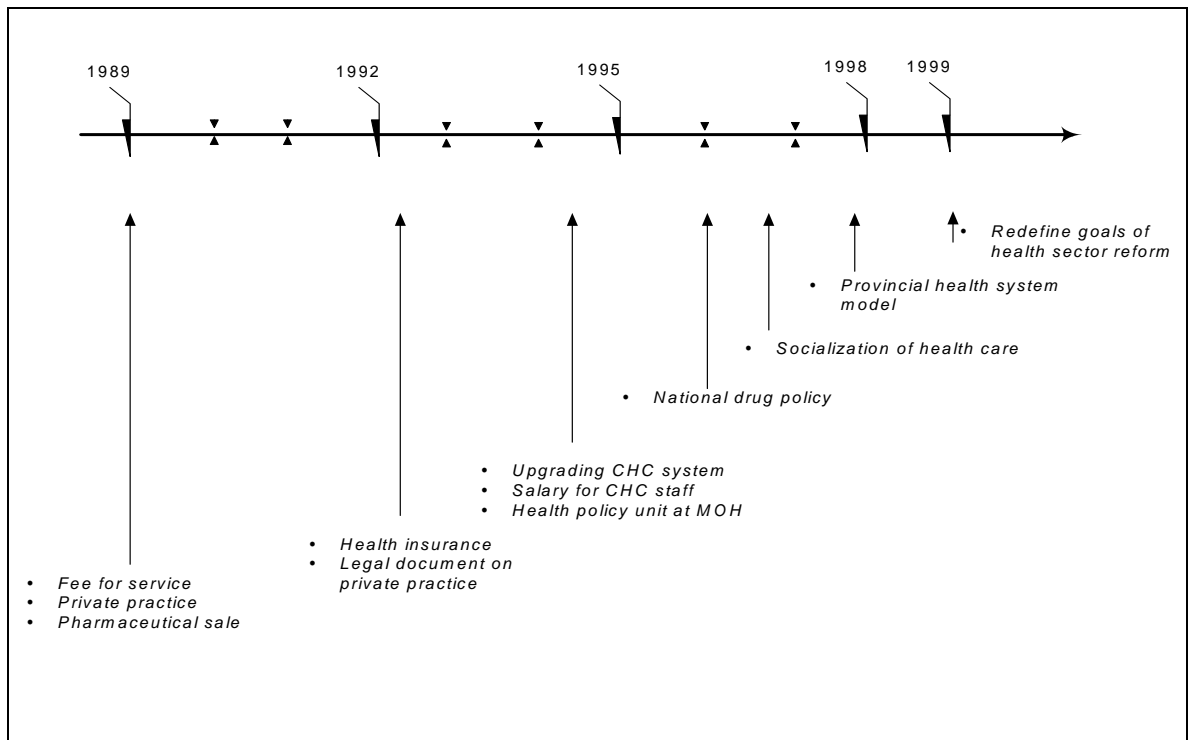 1989
1992
1995
1998
1999
• Redefine goals of
health sector reform
• Provincial health system
model
• Socialization of health care
• National drug policy
• Upgrading CHC system
• Salary for CHC staff
• Health policy unit at MOH
• Health insurance
• Legal document on
private practice
• Fee for service
• Private practice
• Pharmaceutical sale